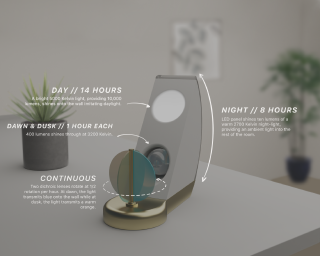 DAY // 14 HOURS
A bright 5000 Kelvin light, providing 10,000
lumens, shines onto the wall imitating daylight.
NIGHT // 8 HOURS
LED panel shines ten lumens of a
warm 2700 Kelvin night-light,
providing an ambient light into the
rest of the room.
DAWN & DUSK // 1 HOUR EACH
400 lumens shines through at 2200 Kelvin.
CONTINUOUS
Two dichroic lenses rotate at 1/2
rotation per hour. At dawn, the light
transmits blue onto the wall while at
dusk, the light transmits a warm
orange.